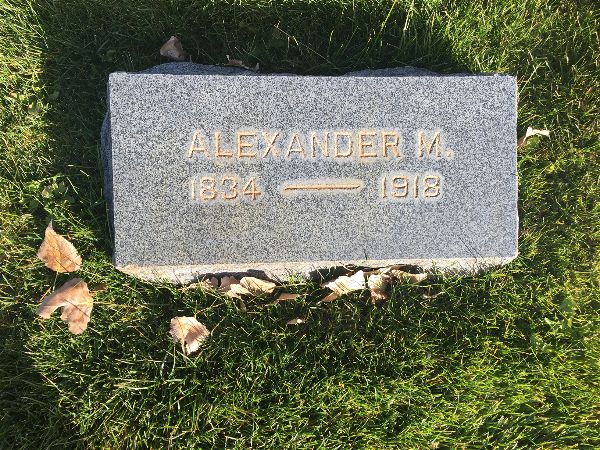 ALEXANDER M.
1834 — 1918